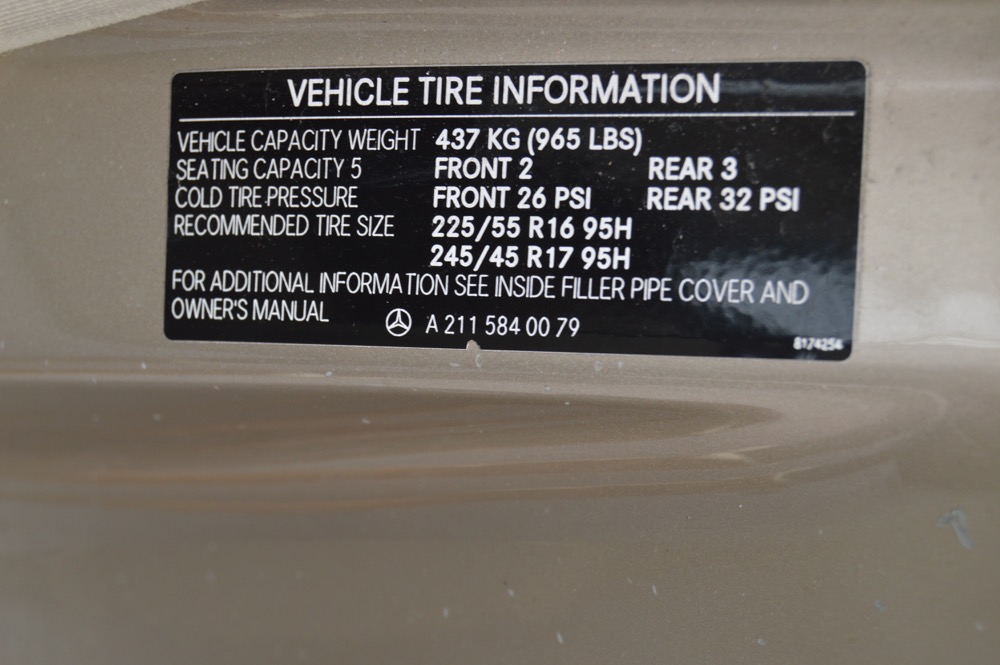 VEHICLE TIRE INFORMATION
VEHICLE CAPACITY WEIGHT 437 KG (965 LBS)
SEATING CAPACITY 5 FRONT 2 REAR 3
COLD TIRE PRESSURE FRONT 26 PSI REAR 32 PSI
RECOMMENDED TIRE SIZE 225/55 R16 95H
245/45 R17 95H
FOR ADDITIONAL INFORMATION SEE INSIDE FILLER PIPE COVER AND
OWNER'S MANUAL
A 211 584 00 79
8174254